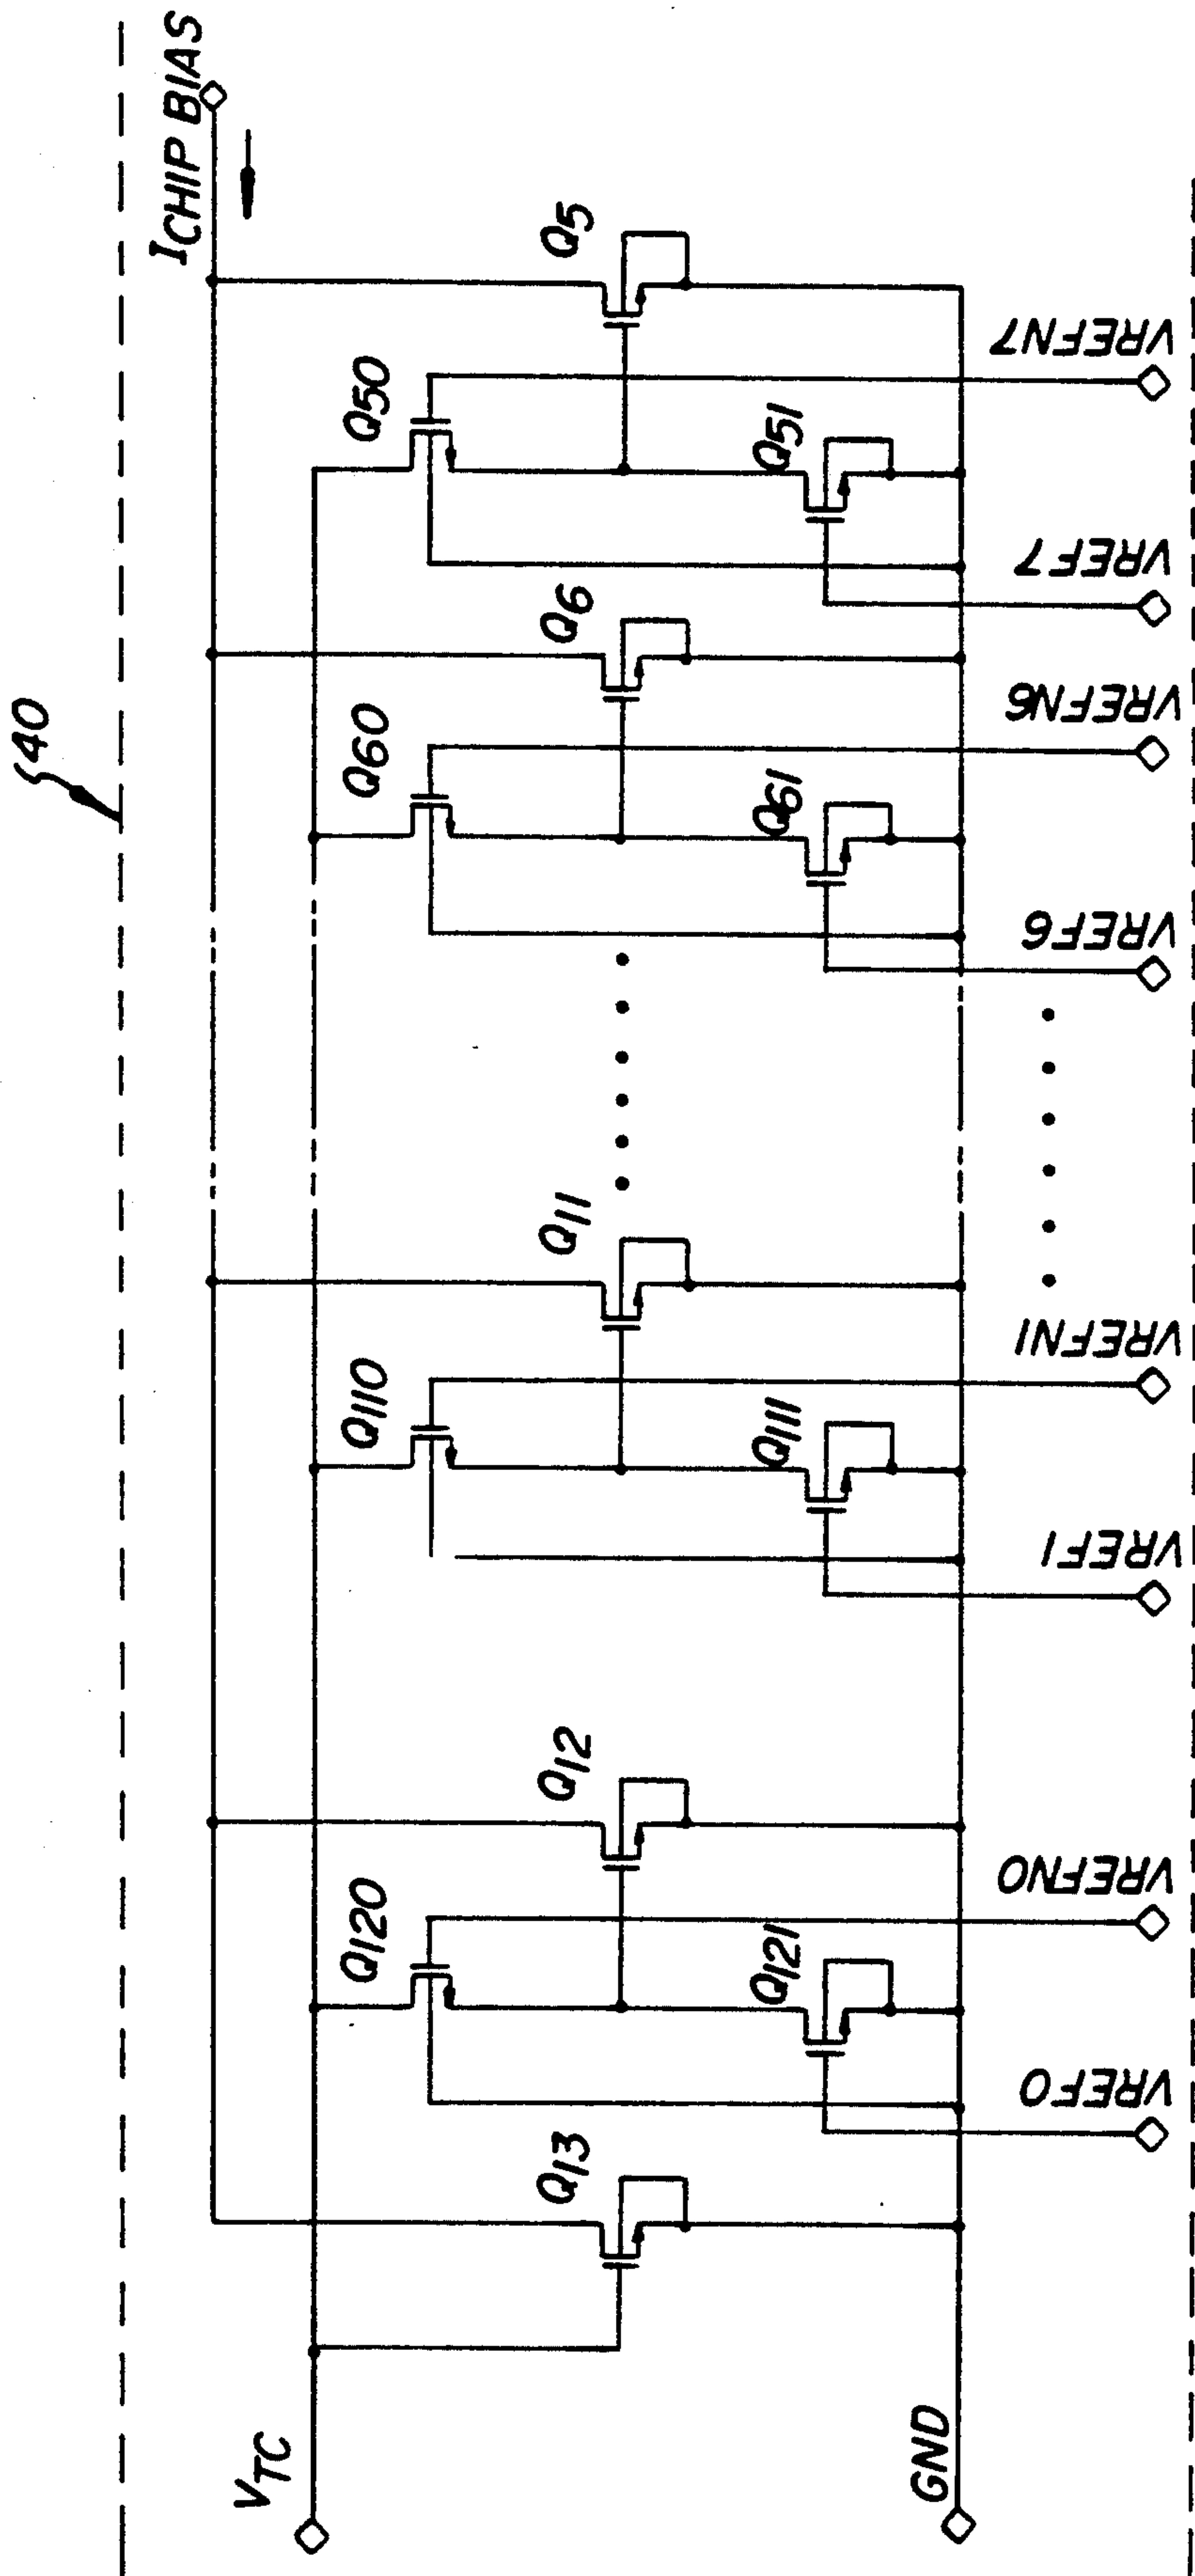 40
ICHIP BIAS
VTC
GND
Q13
Q120
Q121
Q12
Q110
Q111
Q11
Q60
Q61
Q6
Q50
Q51
Q5
VREF0
VREFN0
VREF1
VREFN1
VREF6
VREFN6
VREF7
VREFN7